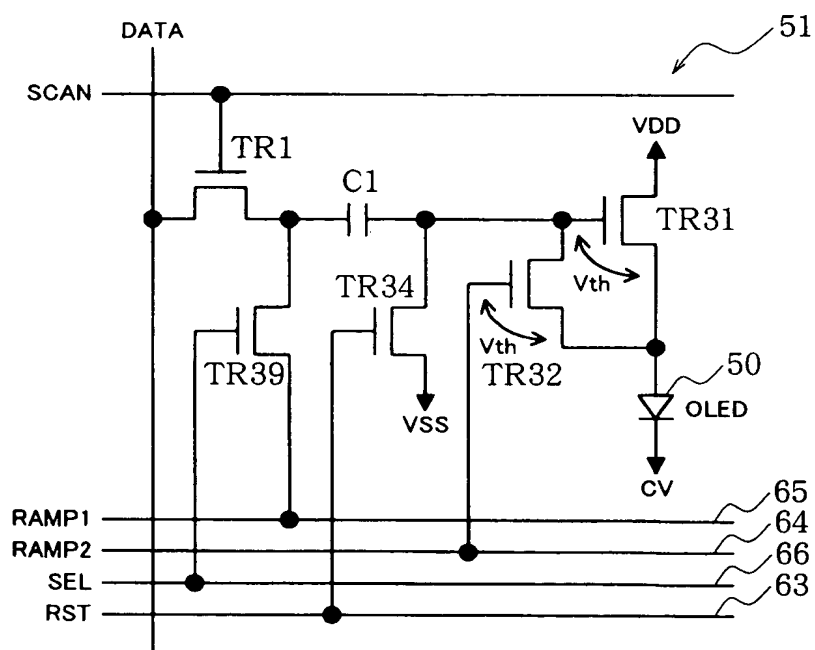 DATA
51
SCAN
VDD
TR1
C1
TR31
Vth
TR34
Vth
TR39
TR32
50
OLED
VSS
CV
RAMP1
65
RAMP2
64
SEL
66
RST
63